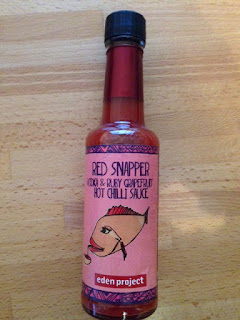 RED SNAPPER
VODKA & RUBY GRAPEFRUIT
HOT CHILLI SAUCE
eden project